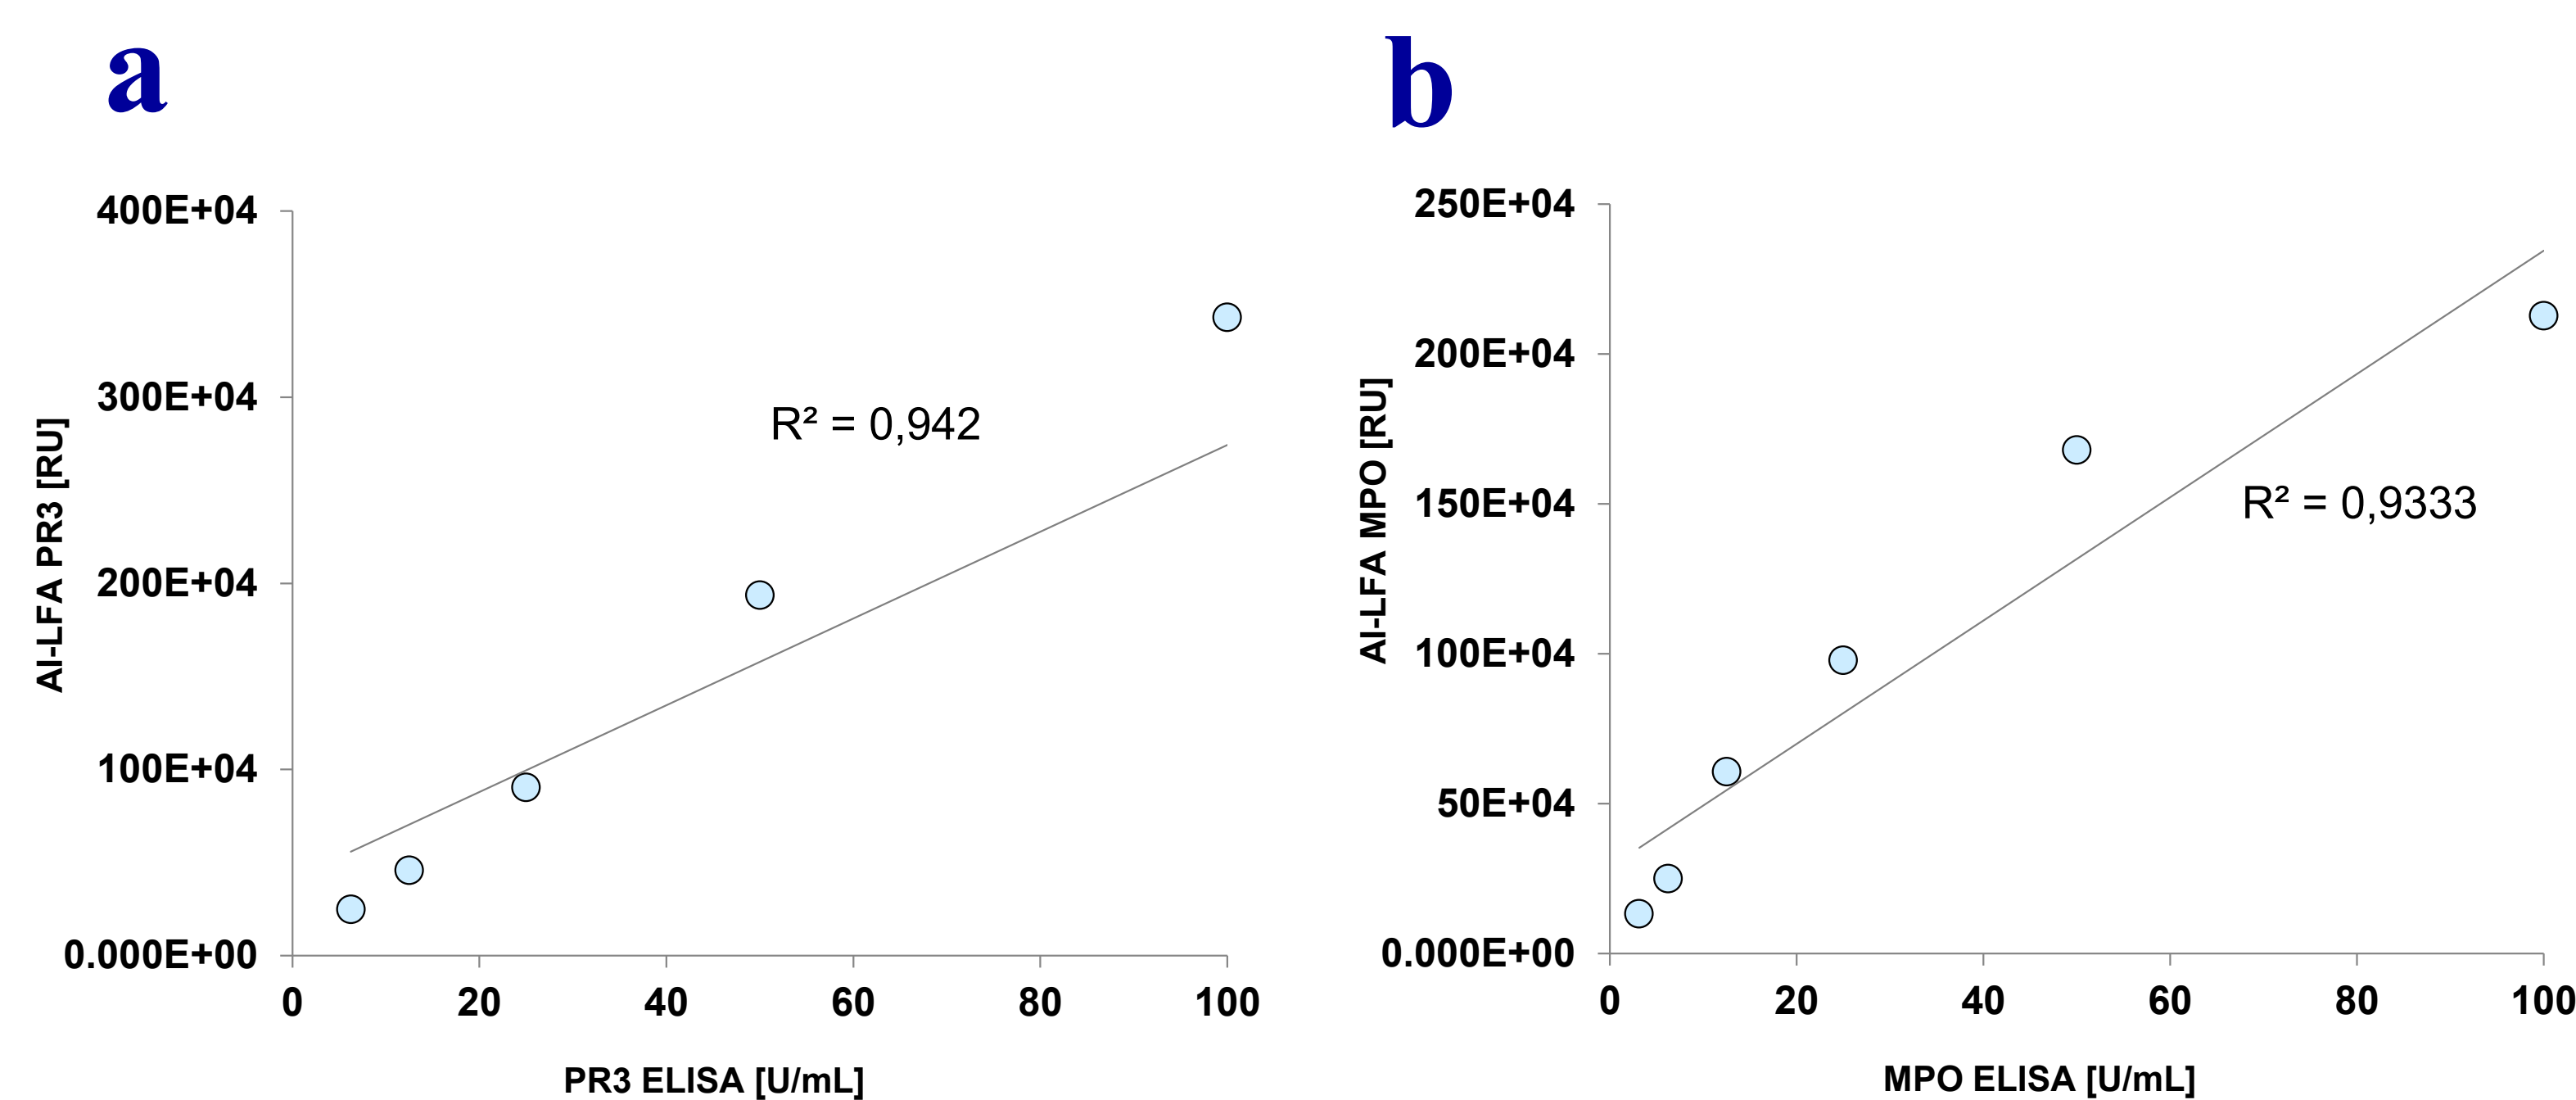 a
400E+04
300E+04
200E+04
100E+04
0.000E+00
AI-LFA PR3 [RU]
R² = 0,942
0 20 40 60 80 100
PR3 ELISA [U/mL]
b
250E+04
200E+04
150E+04
100E+04
50E+04
0.000E+00
AI-LFA MPO [RU]
R² = 0,9333
0 20 40 60 80 100
MPO ELISA [U/mL]